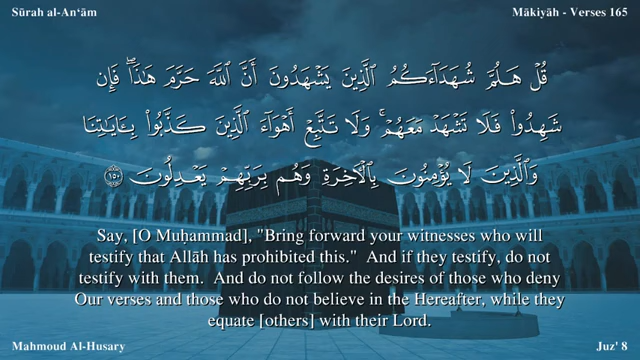 Sūrah al-An‘ām
Mākiyāh - Verses 165
قُلْ هَلُمَّ شُهَدَآءَكُمُ ٱلَّذِينَ يَشْهَدُونَ أَنَّ ٱللَّهَ حَرَّمَ هَٰذَا ۖ فَإِن
شَهِدُوا۟ فَلَا تَشْهَدْ مَعَهُمْ ۚ وَلَا تَتَّبِعْ أَهْوَآءَ ٱلَّذِينَ كَذَّبُوا۟ بِـَٔايَٰتِنَا
وَٱلَّذِينَ لَا يُؤْمِنُونَ بِٱلْـَٔاخِرَةِ وَهُم بِرَبِّهِمْ يَعْدِلُونَ ١٥٠
Say, [O Muḥammad], "Bring forward your witnesses who will
testify that Allāh has prohibited this."  And if they testify, do not
testify with them.  And do not follow the desires of those who deny
Our verses and those who do not believe in the Hereafter, while they
equate [others] with their Lord.
Mahmoud Al-Husary
Juz' 8